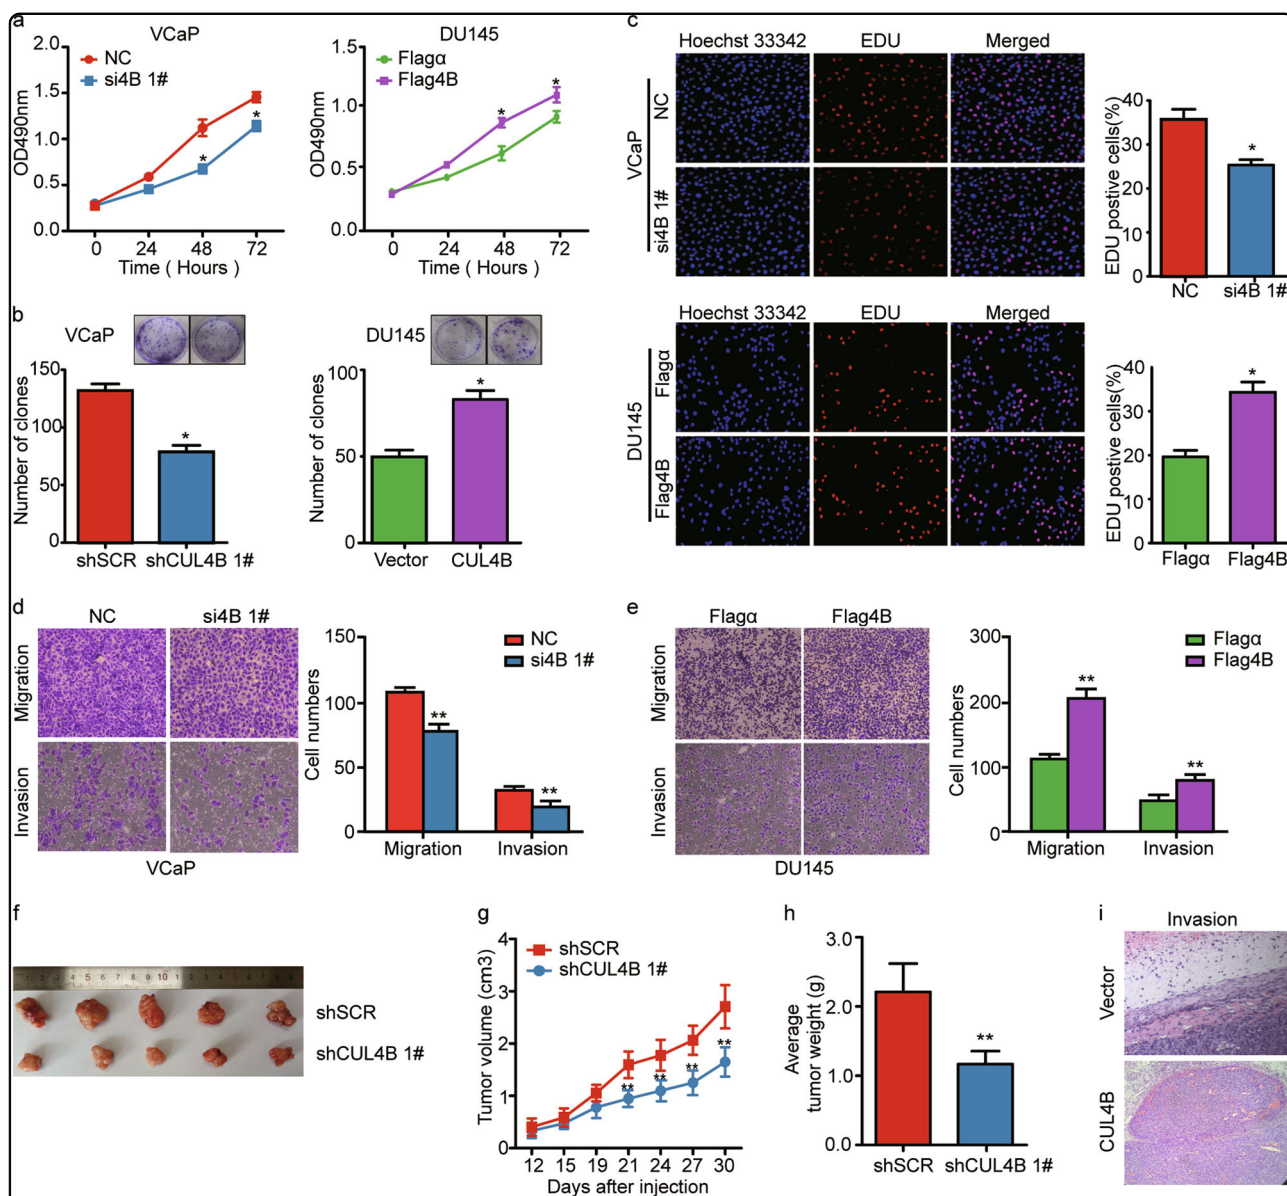 a
VCaP
OD490nm
2.0
1.5
1.0
0.5
0.0
NC
si4B 1#
*
*
0 24 48 72
Time ( Hours )
DU145
OD490nm
1.5
1.0
0.5
0.0
Flagα
Flag4B
*
*
0 24 48 72
Time ( Hours )
b
VCaP
Number of clones
150
100
50
0
*
shSCR shCUL4B 1#
DU145
Number of clones
100
50
0
*
Vector CUL4B
c
Hoechst 33342 EDU Merged
VCaP
NC
si4B 1#
EDU postive cells(%)
40
30
20
10
0
*
NC si4B 1#
Hoechst 33342 EDU Merged
DU145
Flagα
Flag4B
EDU postive cells(%)
60
40
20
0
*
Flagα Flag4B
d
NC si4B 1#
Migration
Invasion
VCaP
Cell numbers
150
100
50
0
NC
si4B 1#
**
**
Migration Invasion
e
Flagα Flag4B
Migration
Invasion
DU145
Cell numbers
300
200
100
0
Flagα
Flag4B
**
**
Migration Invasion
f
shSCR
shCUL4B 1#
g
Tumor volume (cm3)
4
3
2
1
0
shSCR
shCUL4B 1#
** ** ** **
12 15 19 21 24 27 30
Days after injection
h
Average
tumor weight (g)
3.0
2.0
1.0
0.0
**
shSCR shCUL4B 1#
i
Invasion
Vector
CUL4B